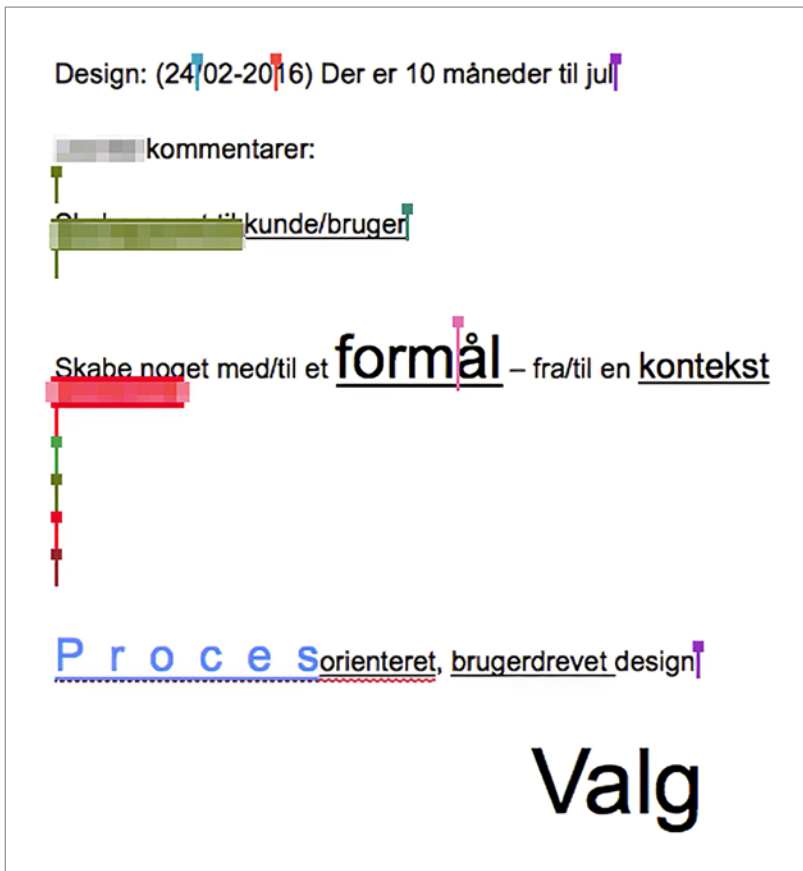 Design: (24/02-2016) Der er 10 måneder til jul
kommentarer:
kunde/bruger
Skabe noget med/til et formål – fra/til en kontekst
Procesorienteret, brugerdrevet design
Valg